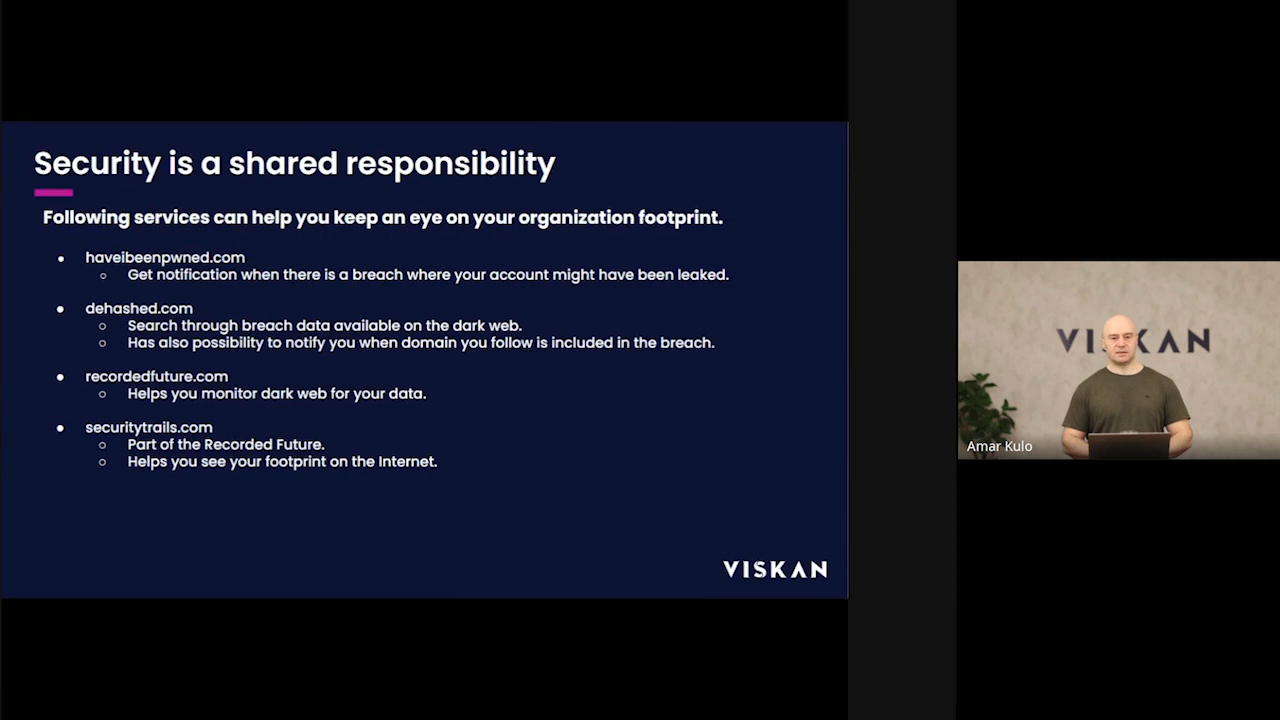 Security is a shared responsibility
Following services can help you keep an eye on your organization footprint.
● haveibeenpwned.com
○ Get notification when there is a breach where your account might have been leaked.
● dehashed.com
○ Search through breach data available on the dark web.
○ Has also possibility to notify you when domain you follow is included in the breach.
● recordedfuture.com
○ Helps you monitor dark web for your data.
● securitytrails.com
○ Part of the Recorded Future.
○ Helps you see your footprint on the Internet.
VISKAN
VISKAN
Amar Kulo